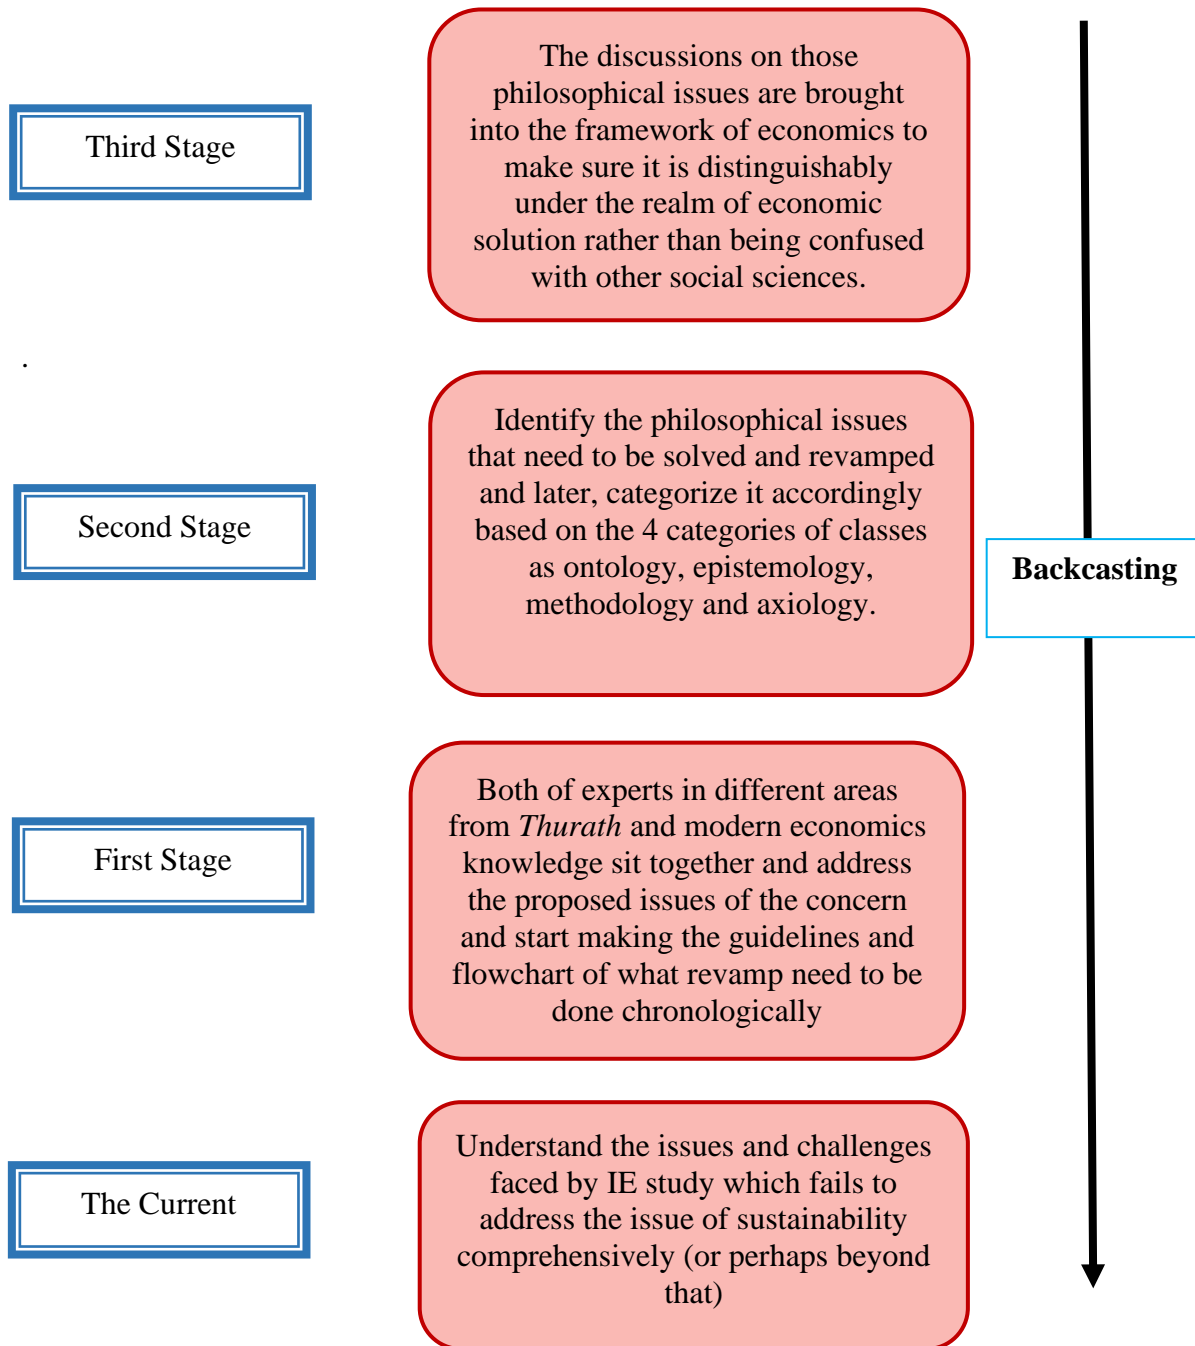 Third Stage
The discussions on those
philosophical issues are brought
into the framework of economics to
make sure it is distinguishably
under the realm of economic
solution rather than being confused
with other social sciences.
.
Second Stage
Identify the philosophical issues
that need to be solved and revamped
and later, categorize it accordingly
based on the 4 categories of classes
as ontology, epistemology,
methodology and axiology.
Backcasting
First Stage
Both of experts in different areas
from Thurath and modern economics
knowledge sit together and address
the proposed issues of the concern
and start making the guidelines and
flowchart of what revamp need to be
done chronologically
The Current
Understand the issues and challenges
faced by IE study which fails to
address the issue of sustainability
comprehensively (or perhaps beyond
that)